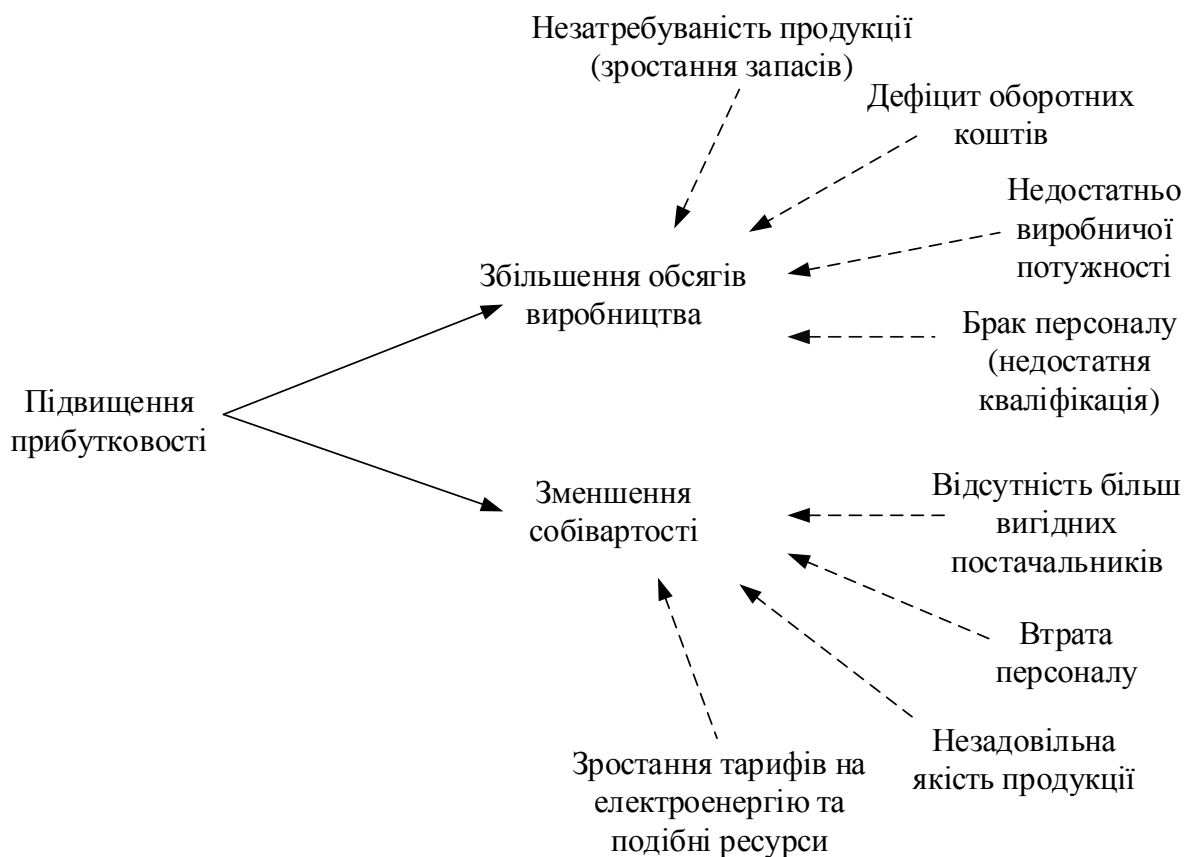 Незатребуваність продукції
(зростання запасів)
Дефіцит оборотних
коштів
Недостатньо
виробничої
потужності
Збільшення обсягів
виробництва
Брак персоналу
(недостатня
кваліфікація)
Підвищення
прибутковості
Зменшення
собівартості
Відсутність більш
вигідних
постачальників
Втрата
персоналу
Незадовільна
якість продукції
Зростання тарифів на
електроенергію та
подібні ресурси